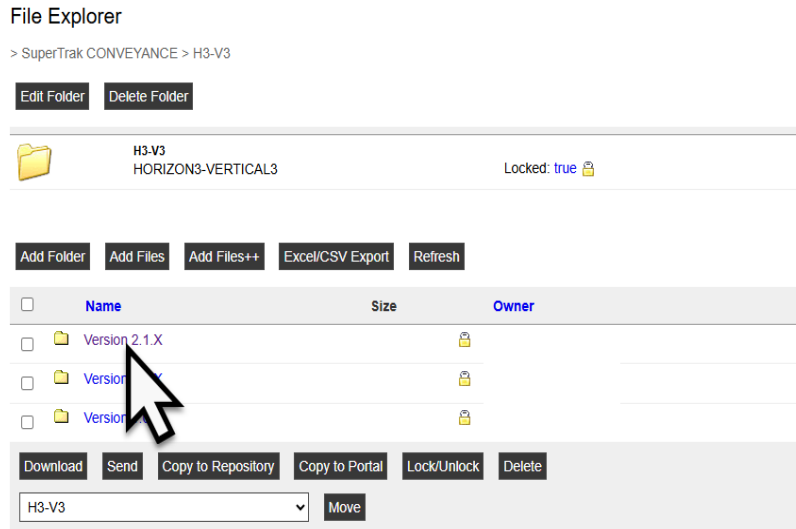 File Explorer
> SuperTrak CONVEYANCE > H3-V3
Edit Folder Delete Folder
H3-V3
HORIZON3-VERTICAL3
Locked: true
Add Folder Add Files Add Files++ Excel/CSV Export Refresh
Name Size Owner
Version 2.1.X
Version
Version
Download Send Copy to Repository Copy to Portal Lock/Unlock Delete
H3-V3 Move